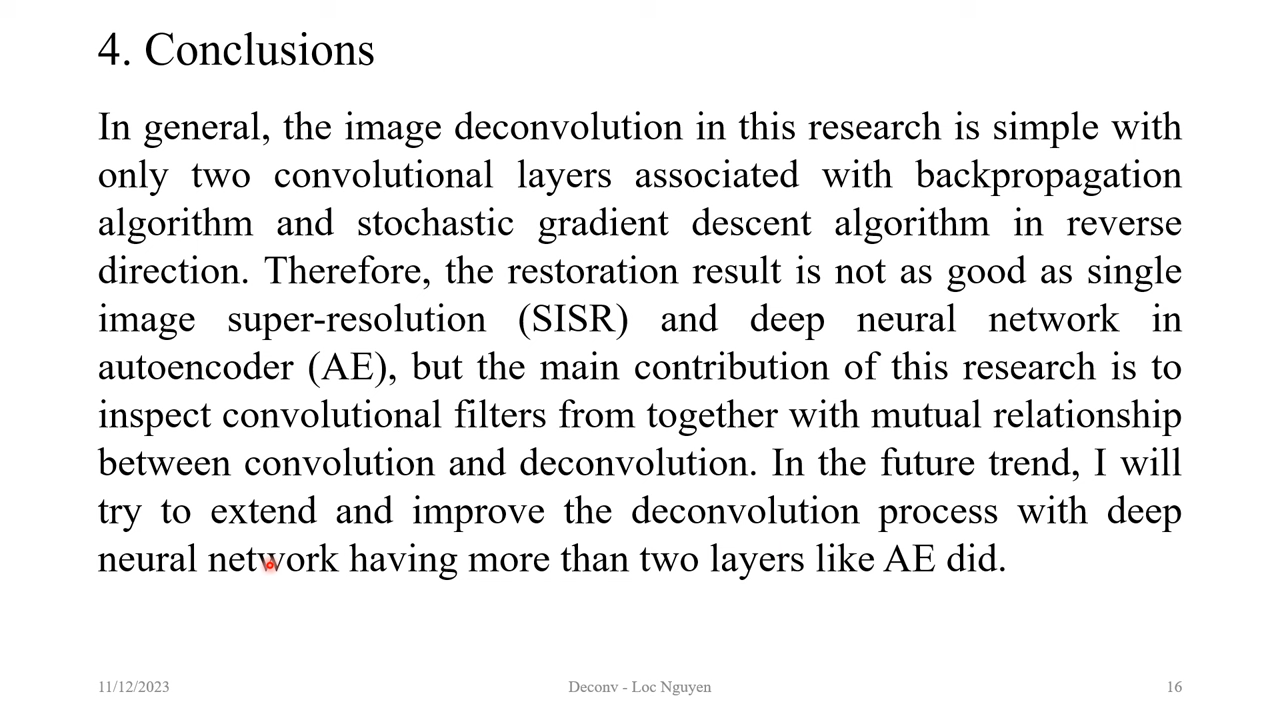 4. Conclusions
In general, the image deconvolution in this research is simple with
only two convolutional layers associated with backpropagation
algorithm and stochastic gradient descent algorithm in reverse
direction. Therefore, the restoration result is not as good as single
image super-resolution (SISR) and deep neural network in
autoencoder (AE), but the main contribution of this research is to
inspect convolutional filters from together with mutual relationship
between convolution and deconvolution. In the future trend, I will
try to extend and improve the deconvolution process with deep
neural network having more than two layers like AE did.
11/12/2023
Deconv - Loc Nguyen
16